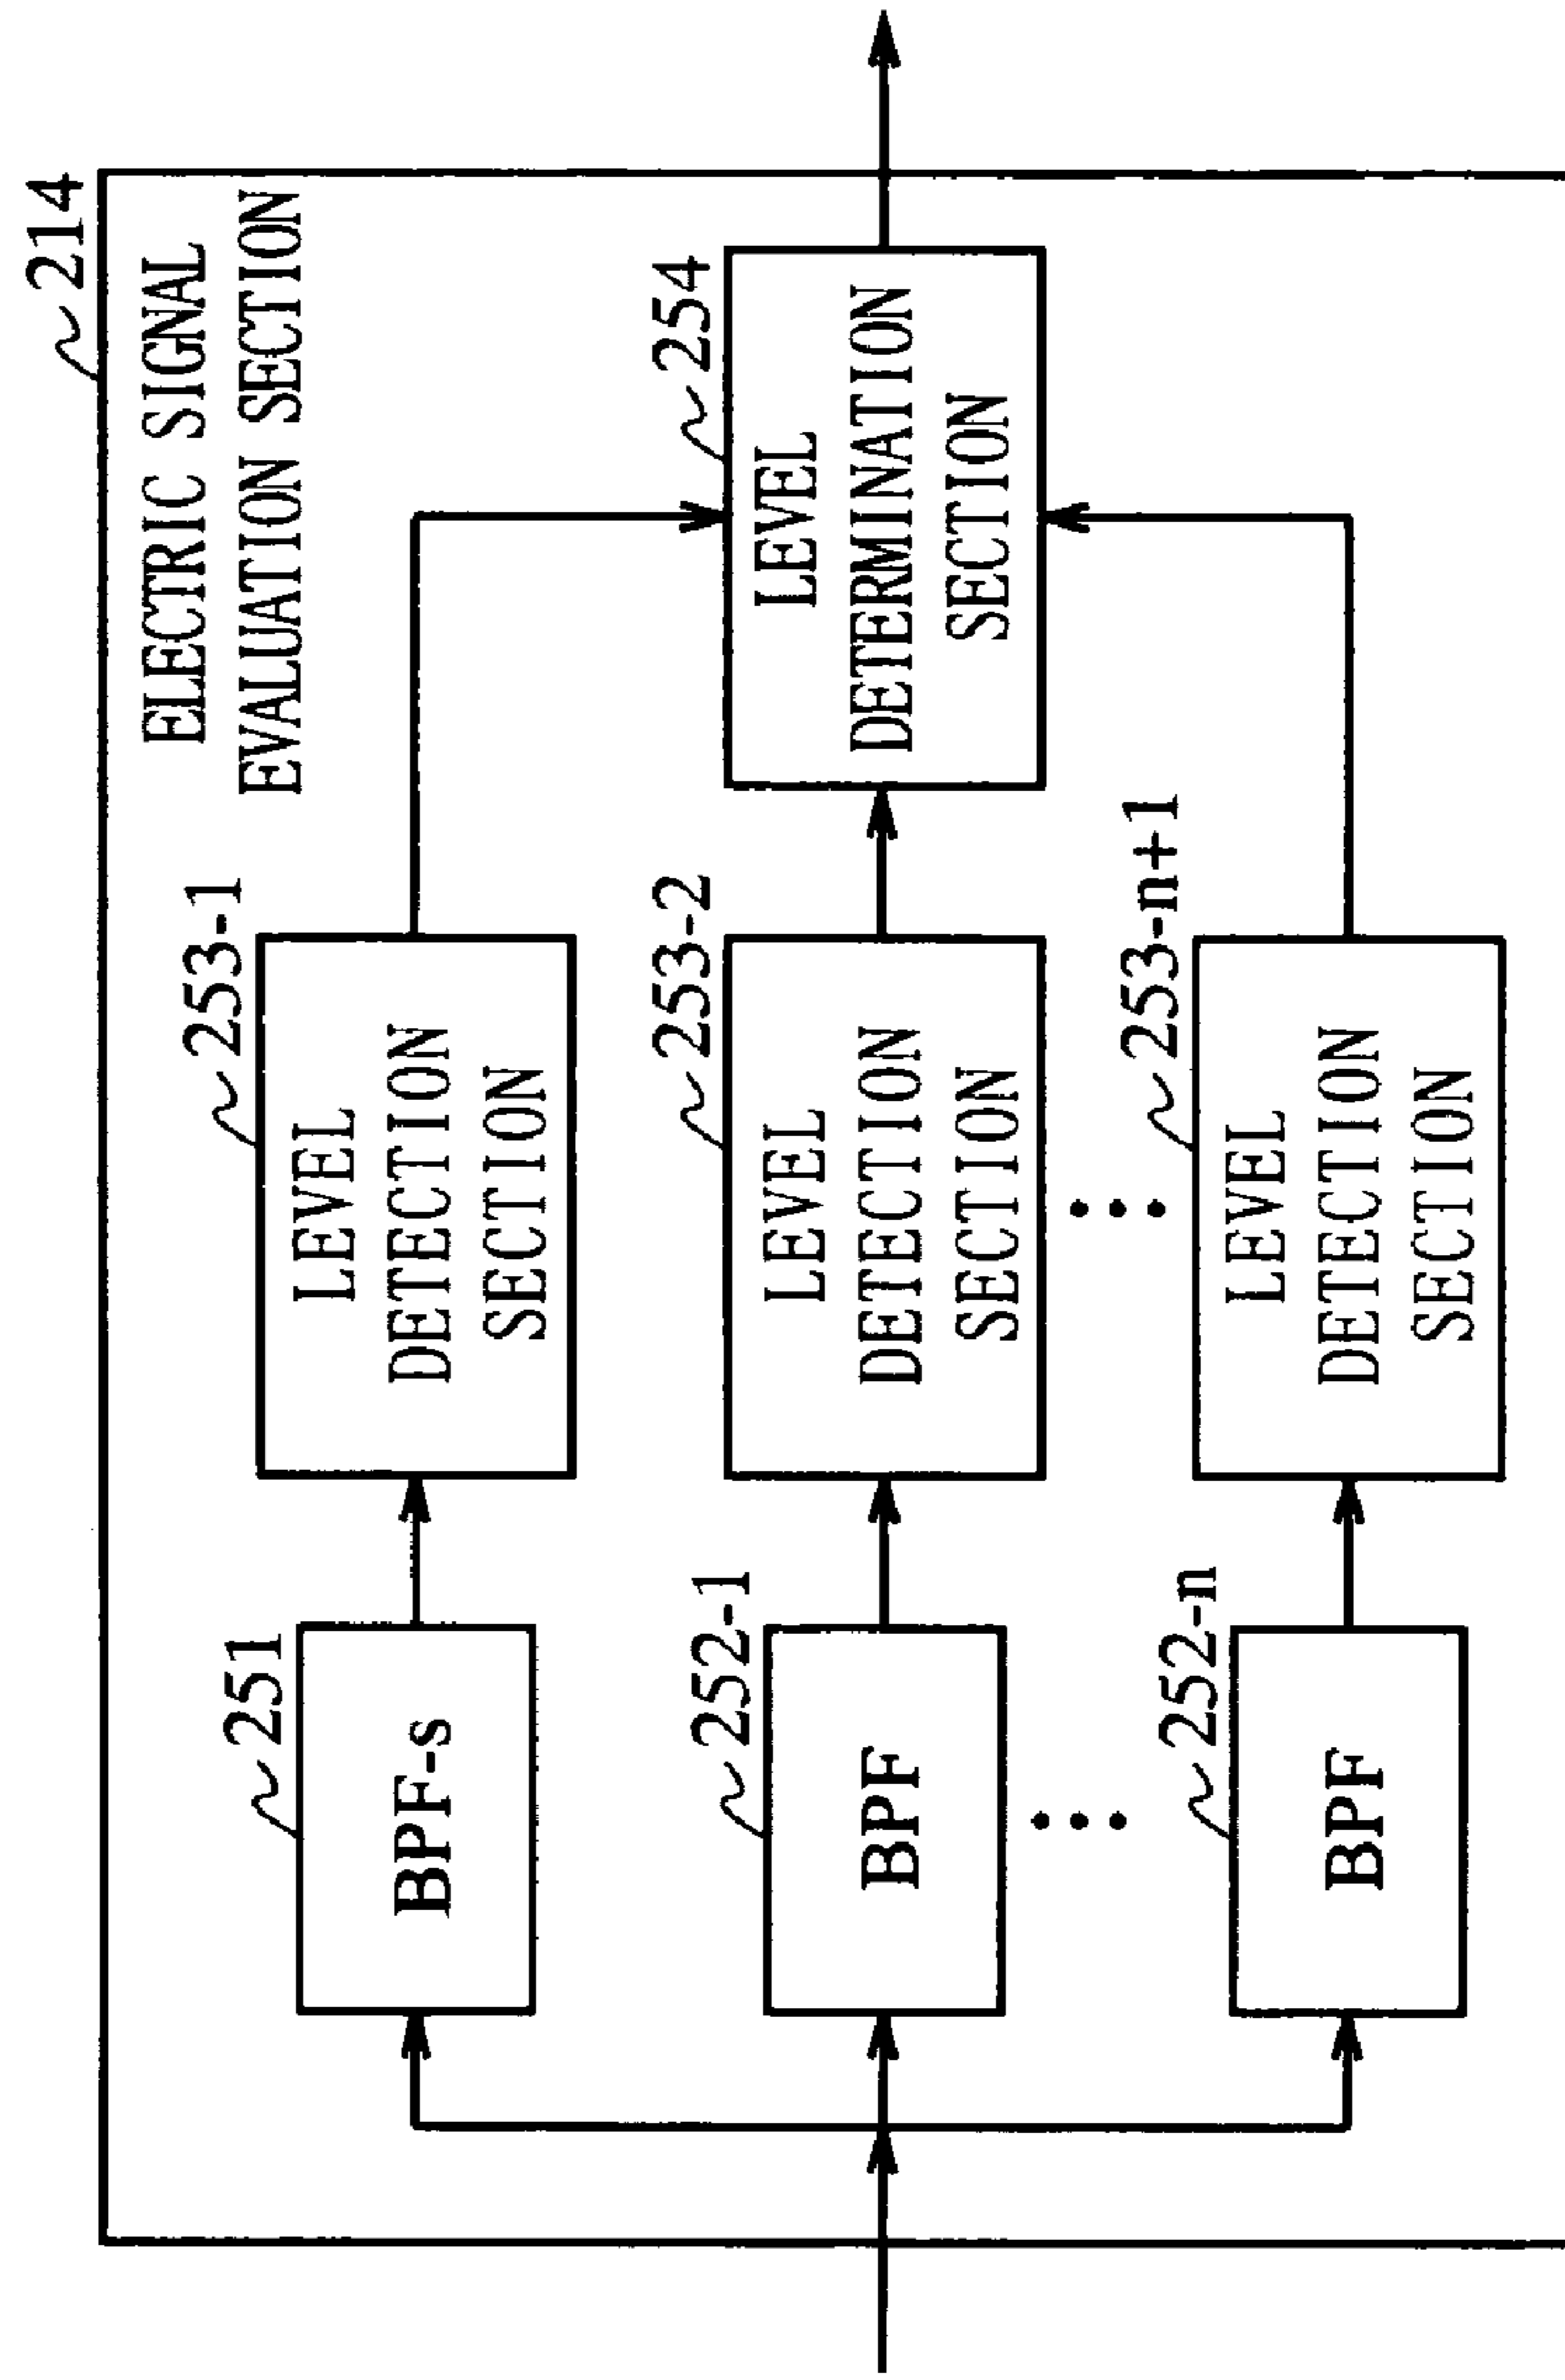 214
ELECTRIC SIGNAL
EVALUATION SECTION
251
BPF-s
253-1
LEVEL
DETECTION
SECTION
252-1
BPF
253-2
LEVEL
DETECTION
SECTION
254
LEVEL
DETERMINATION
SECTION
252-n
BPF
253-n+1
LEVEL
DETECTION
SECTION